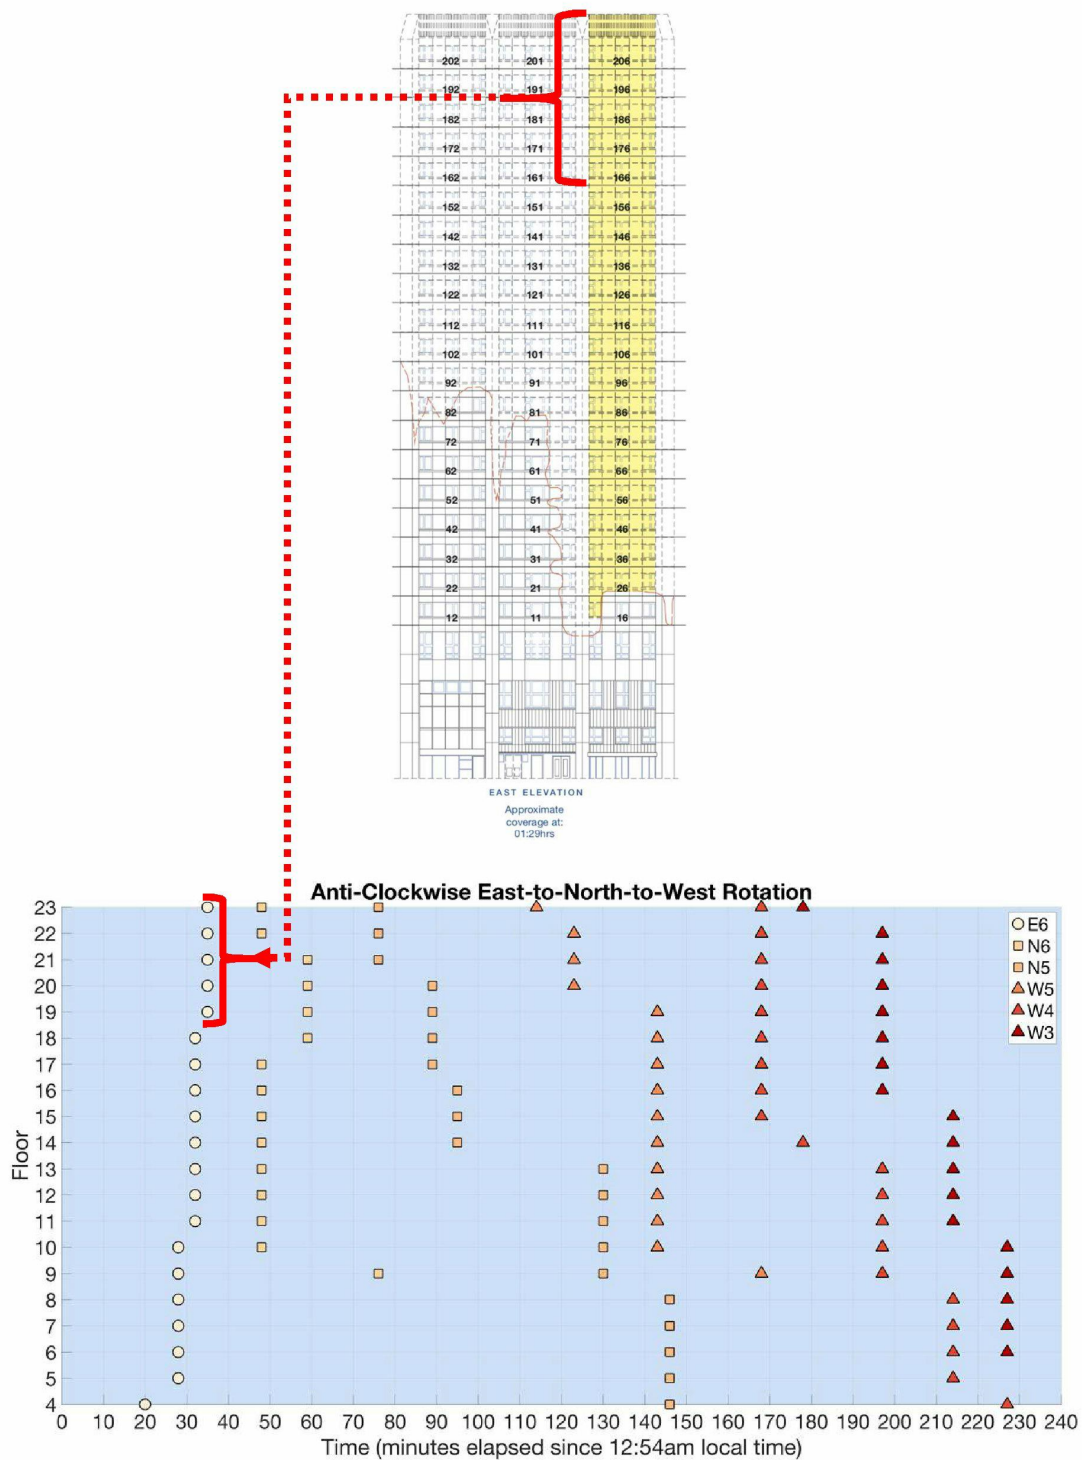 202 201 206
192 191 196
182 181 186
172 171 176
162 161 166
152 151 156
142 141 146
132 131 136
122 121 126
112 111 116
102 101 106
92 91 96
82 81 86
72 71 76
62 61 66
52 51 56
42 41 46
32 31 36
22 21 26
12 11 16
EAST ELEVATION
Approximate
coverage at:
01:29hrs
Anti-Clockwise East-to-North-to-West Rotation
23
22
21
20
19
18
17
16
15
14
13
12
11
10
9
8
7
6
5
4
Floor
E6
N6
N5
W5
W4
W3
0 10 20 30 40 50 60 70 80 90 100 110 120 130 140 150 160 170 180 190 200 210 220 230 240
Time (minutes elapsed since 12:54am local time)